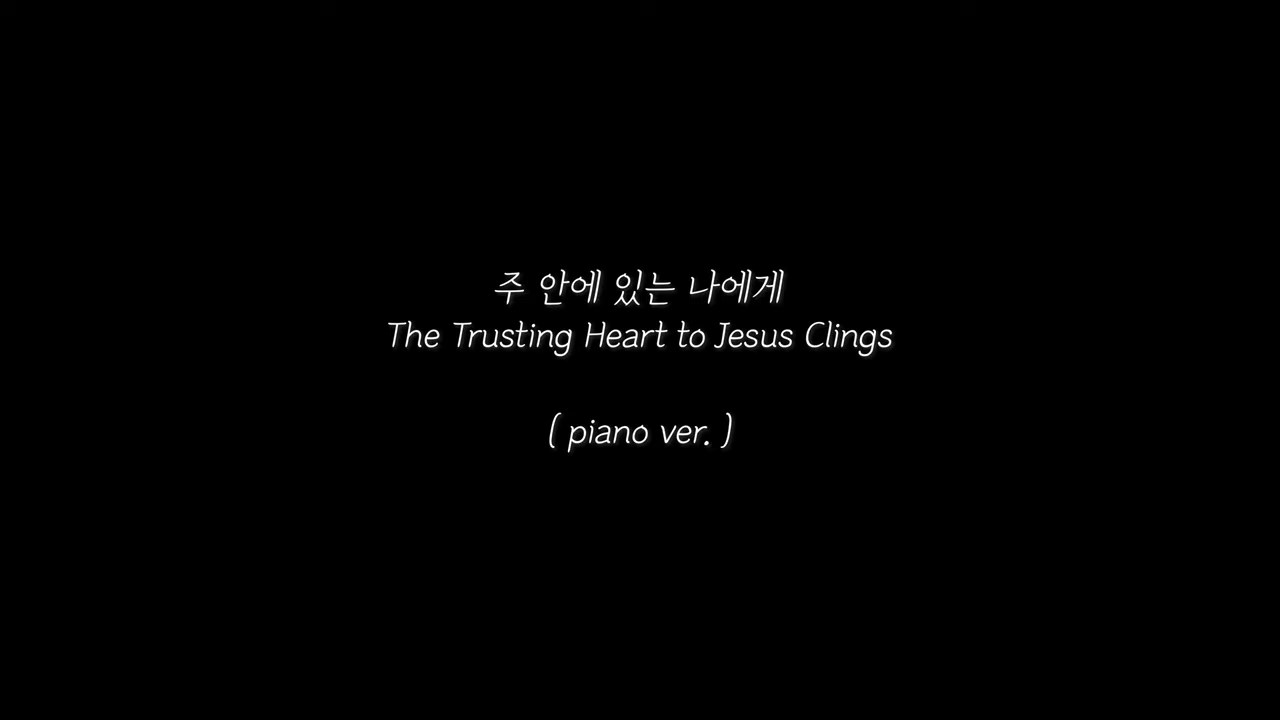 주 안에 있는 나에게
The Trusting Heart to Jesus Clings
( piano ver. )